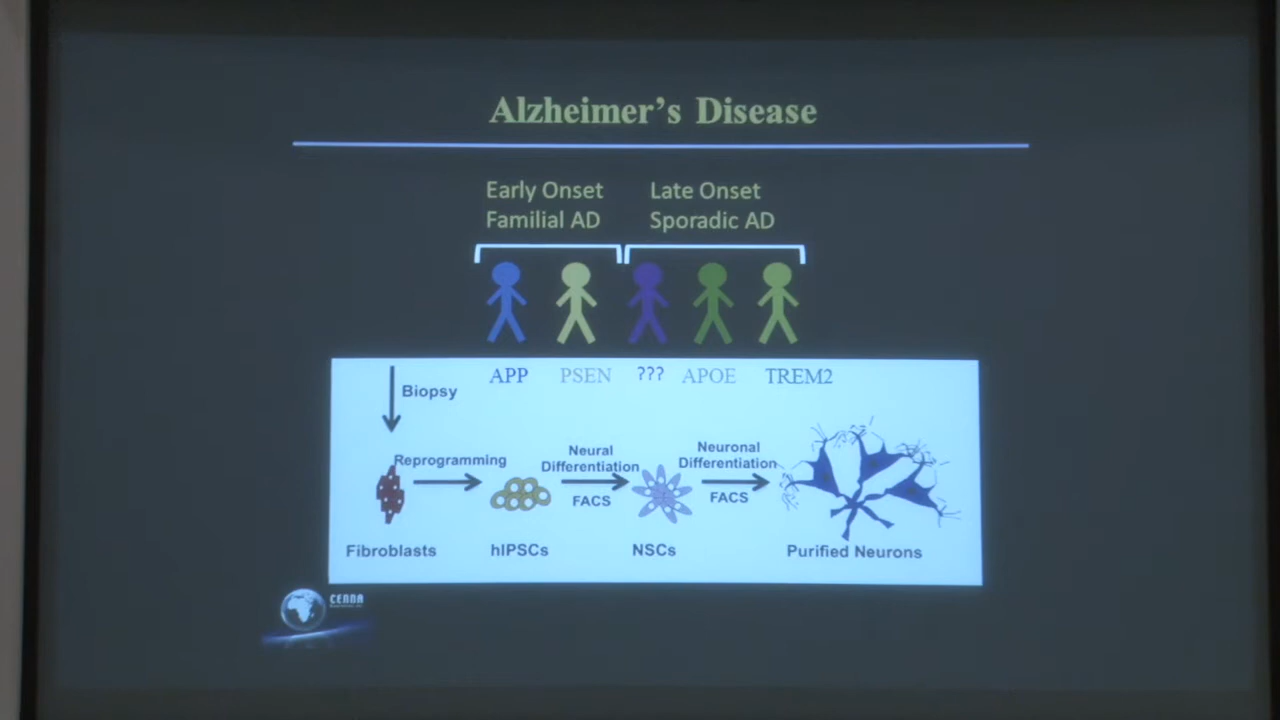 Alzheimer's Disease
Early Onset
Familial AD
Late Onset
Sporadic AD
APP PSEN ??? APOE TREM2
Biopsy
Reprogramming
Neural
Differentiation
FACS
Neuronal
Differentiation
FACS
Fibroblasts
hIPSCs
NSCs
Purified Neurons